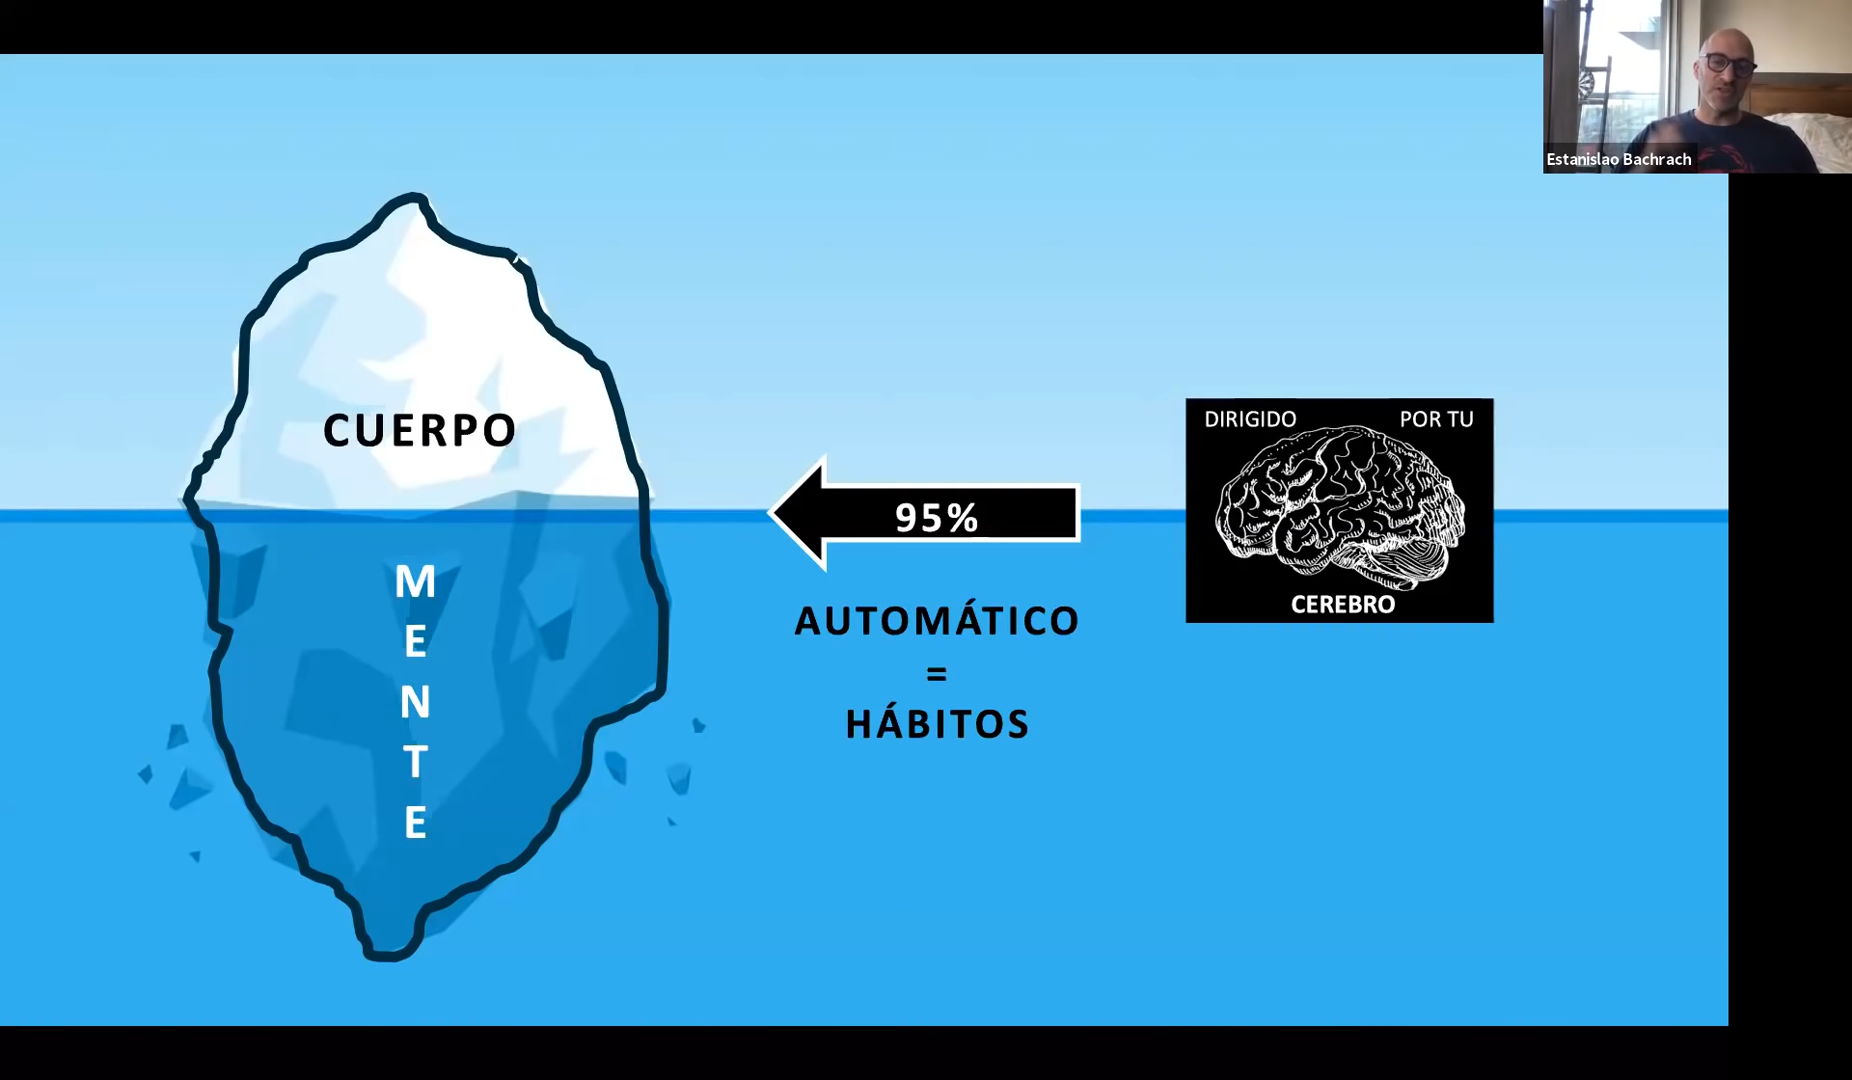 Estanislao Bachrach
CUERPO
M
E
N
T
E
95%
AUTOMÁTICO
=
HÁBITOS
DIRIGIDO POR TU
CEREBRO